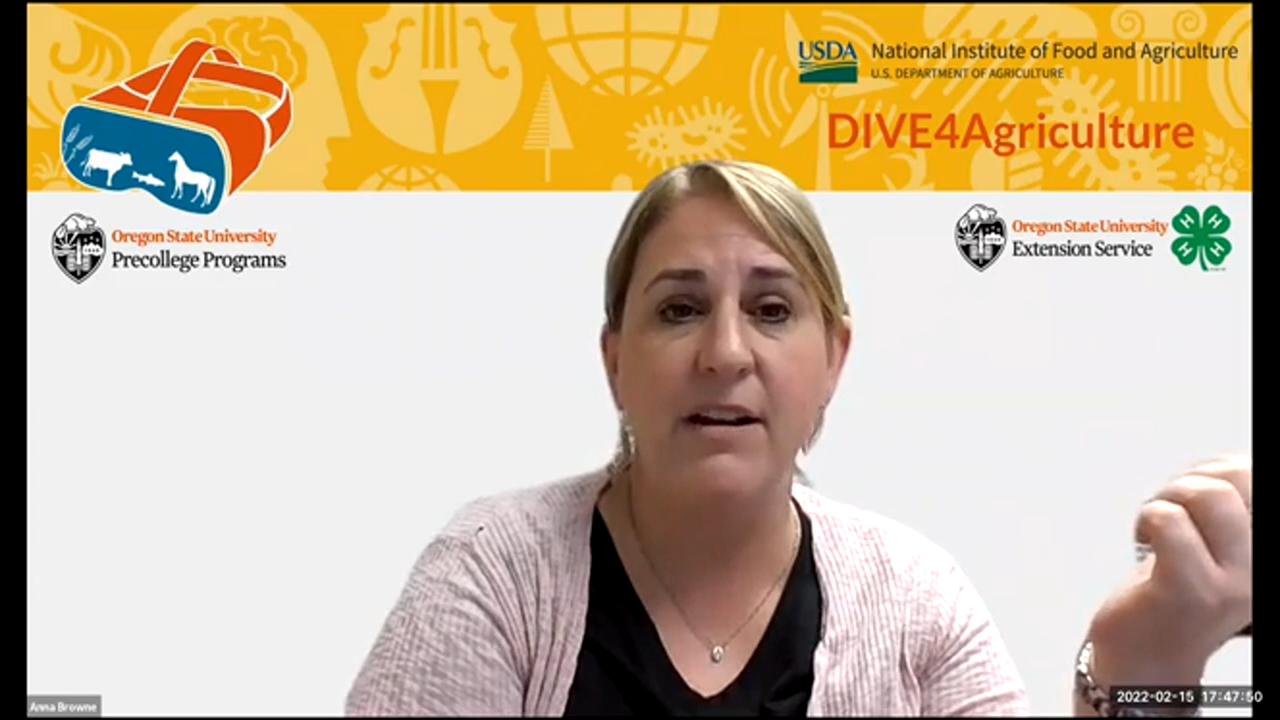 USDA
National Institute of Food and Agriculture
U.S. DEPARTMENT OF AGRICULTURE
DIVE4Agriculture
Oregon State University
Precollege Programs
Oregon State University
Extension Service
H H
H H
Anna Browne
2022-02-15 17:47:50